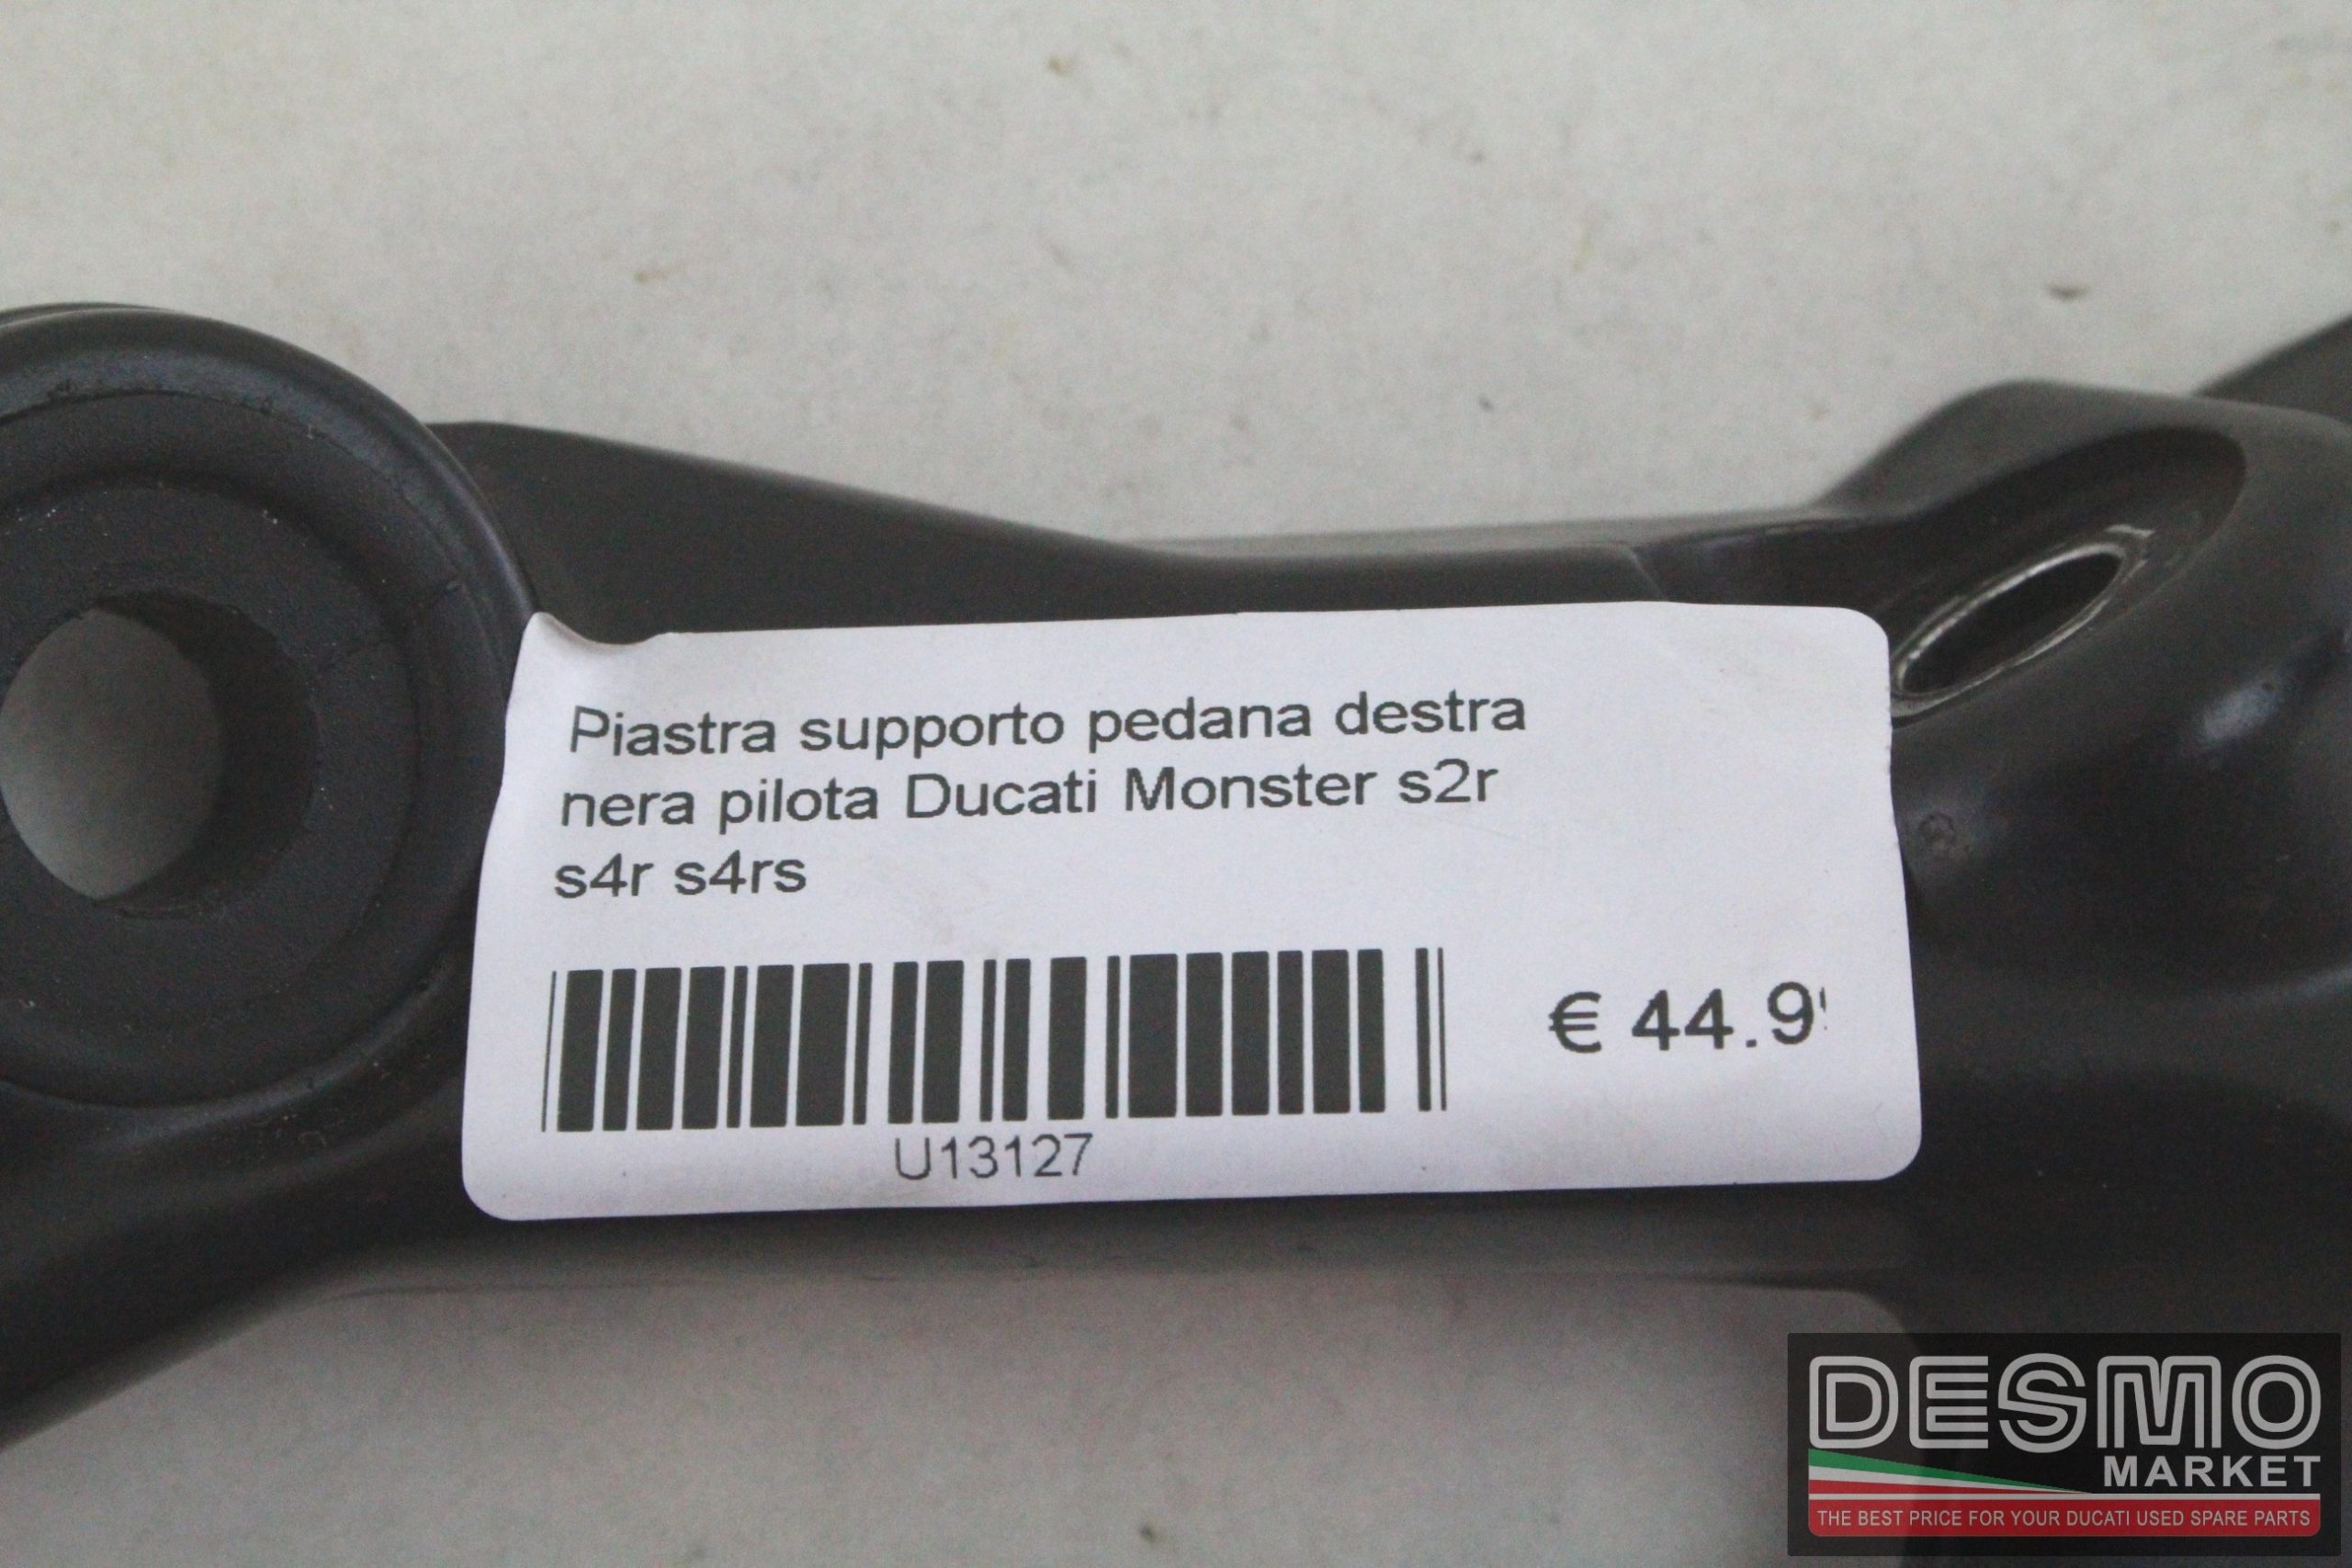 Piastra supporto pedana destra
nera pilota Ducati Monster s2r
s4r s4rs
€ 44.9
U13127
DESMO
MARKET
THE BEST PRICE FOR YOUR DUCATI USED SPARE PARTS